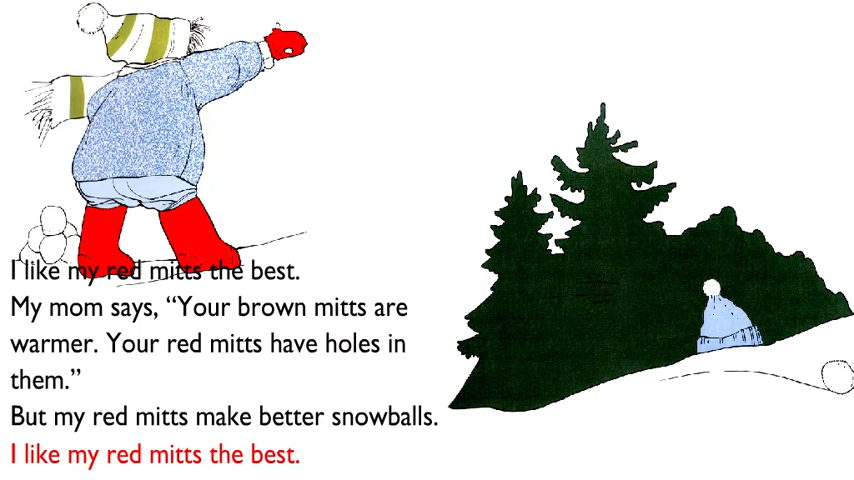 I like my red mitts the best.
My mom says, “Your brown mitts are
warmer. Your red mitts have holes in
them.”
But my red mitts make better snowballs.
I like my red mitts the best.